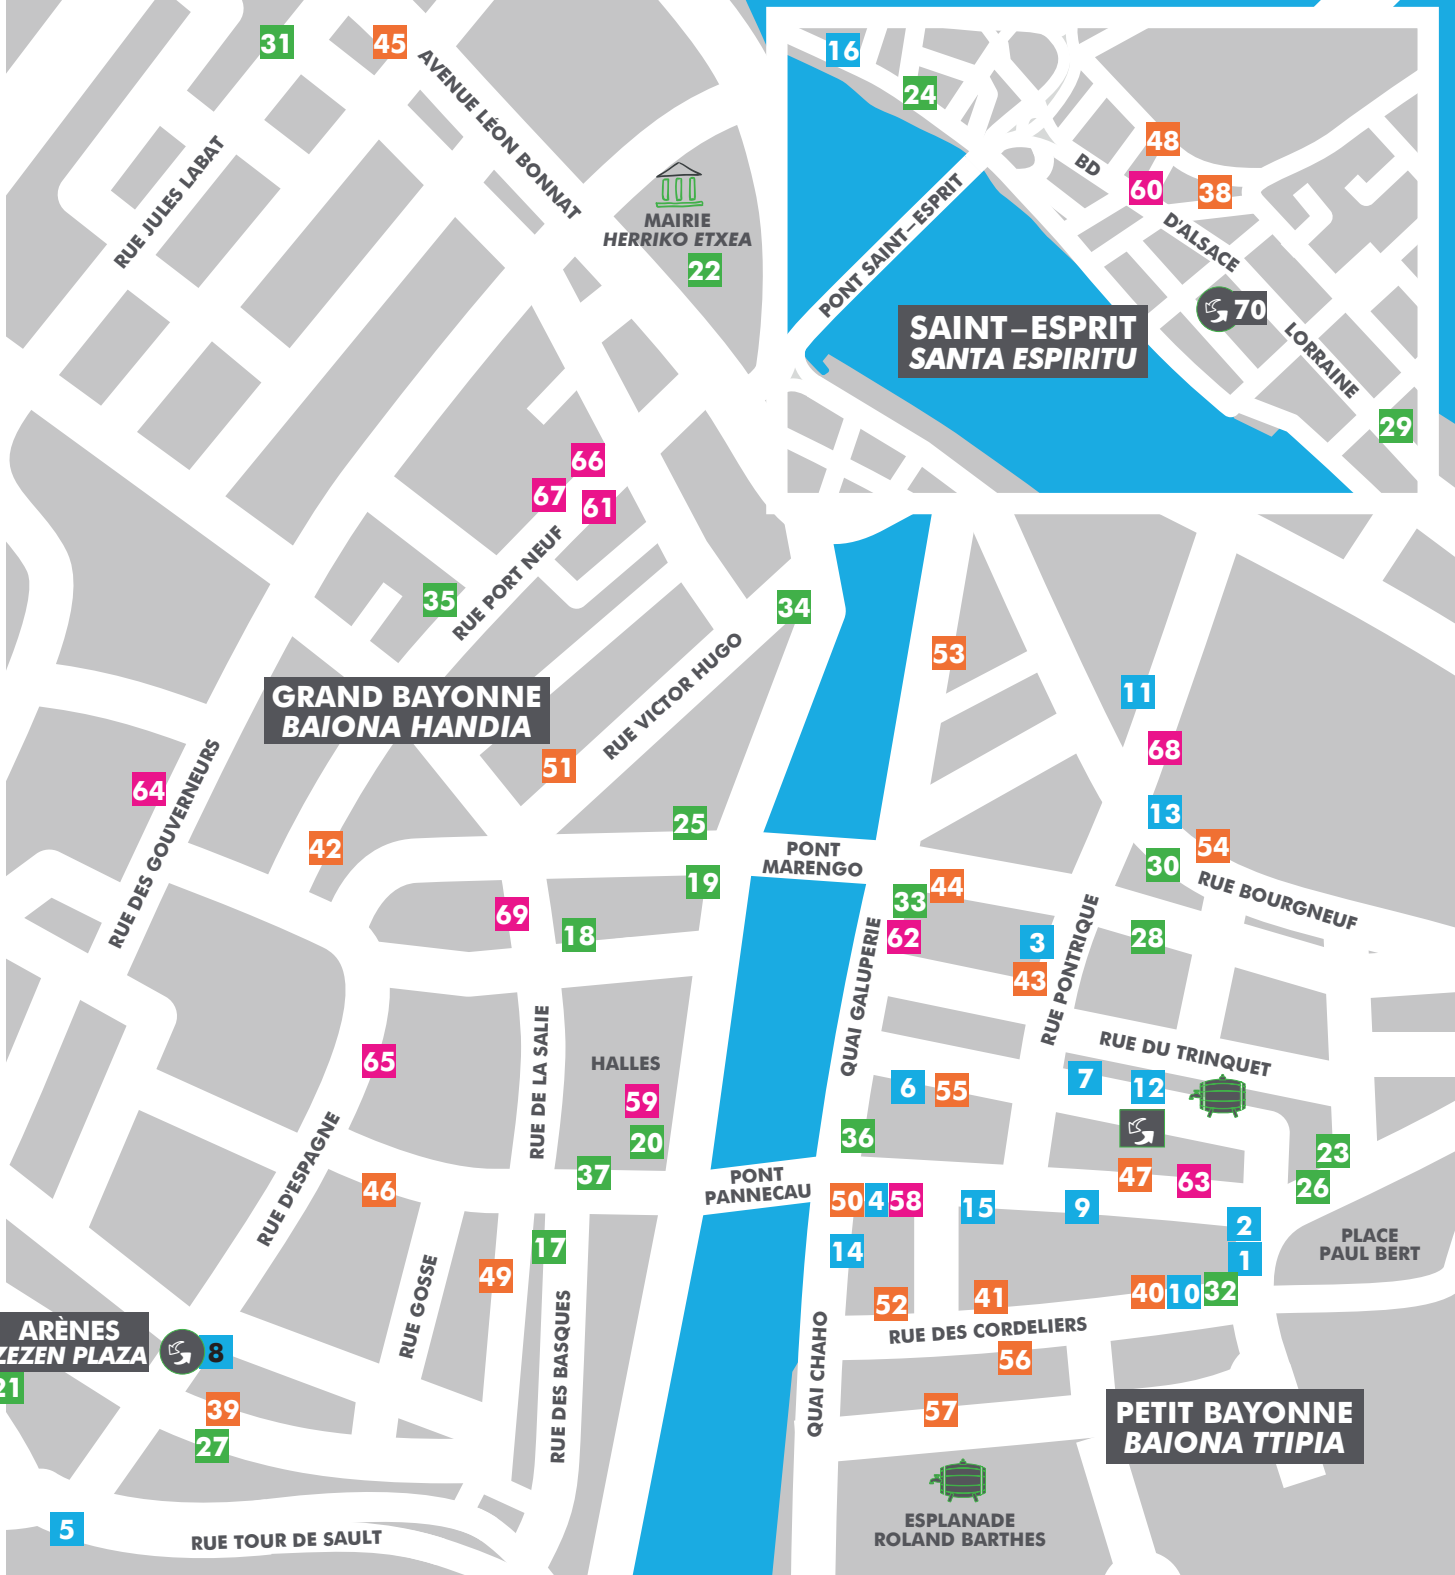 31
45
AVENUE LÉON BONNAT
RUE JULES LABAT
MAIRIE
HERRIKO ETXEA
22
16
24
48
BD
60
38
D'ALSACE
PONT SAINT–ESPRIT
70
SAINT–ESPRIT
SANTA ESPIRITU
LORRAINE
29
66
67
61
RUE PORT NEUF
35
34
53
11
RUE VICTOR HUGO
GRAND BAYONNE
BAIONA HANDIA
51
68
64
RUE DES GOUVERNEURS
42
25
13
54
30
PONT
MARENGO
19
44
33
RUE BOURGNEUF
69
18
62
3
28
43
QUAI GALUPERIE
RUE PONTRIQUE
RUE DU TRINQUET
RUE DE LA SALIE
65
HALLES
59
20
37
6
55
7
12
36
23
26
47
63
RUE D'ESPAGNE
46
PONT
PANNECAU
50
4
58
15
9
2
1
PLACE
PAUL BERT
14
17
49
RUE GOSSE
52
41
40
10
32
RUE DES CORDELIERS
RUE DES BASQUES
QUAI CHAHO
ARÈNES
ZEZEN PLAZA
8
21
39
27
56
57
PETIT BAYONNE
BAIONA TTIPIA
5
RUE TOUR DE SAULT
ESPLANADE
ROLAND BARTHES